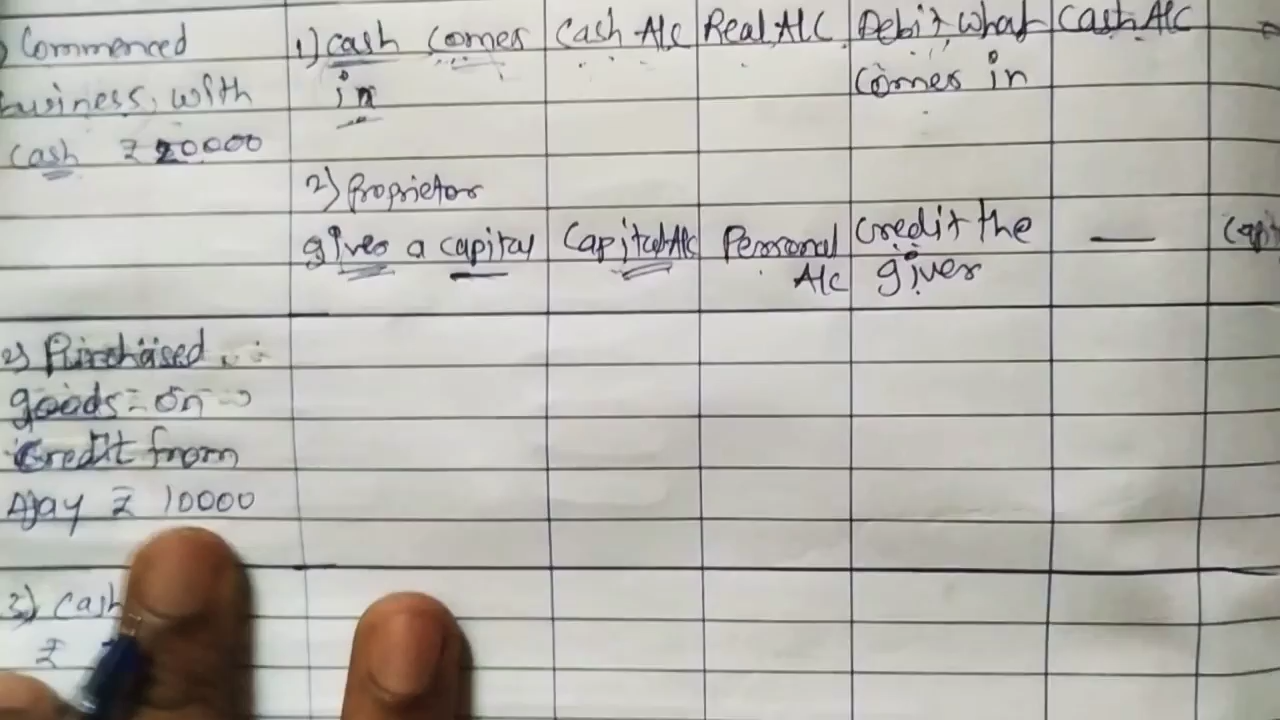 Commenced
business, with
cash ₹ 20000
1) cash comes
in
Cash A/c
Real A/C
Debit what
comes in
Cash A/C
2) Proprietor
gives a capital
Capital A/c
Personal
A/c
Credit the
giver
—
Capi
2) Purchased
goods on
Credit from
Ajay ₹ 10000
3) Cash
₹